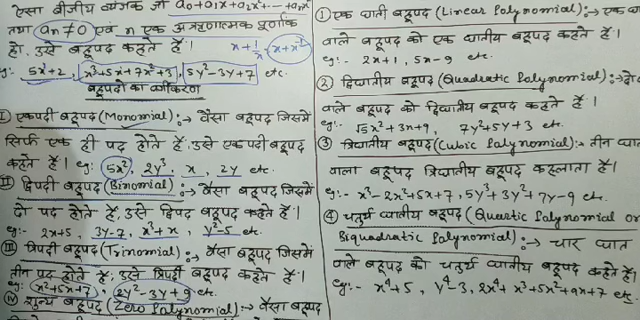 ऐसा बीजीय व्यंजक जो a₀+a₁x+a₂x²+......+aₙxⁿ
जहाँ aₙ≠0 एवं n एक अऋणात्मक पूर्णांक
हो. उसे बहुपद कहते हैं। x+1/x = x+x⁻¹
eg: 5x²+2, x³+5x+7x²+3, 5y²-3y+7 etc.
बहुपदों का वर्गीकरण
I एकपदी बहुपद (Monomial):→ वैसा बहुपद जिसमें
सिर्फ एक ही पद होते हैं, उसे एकपदी बहुपद
कहते हैं। eg: 5x², 2y³, x, 2y etc.
II द्विपदी बहुपद (Binomial):→ वैसा बहुपद जिसमें
दो पद होते हैं, उसे द्विपद बहुपद कहते हैं।
2x+5, 3y-7, x²+x, y²-5 etc.
III त्रिपदी बहुपद (Trinomial):→ वैसा बहुपद जिसमें
तीन पद होते हैं, उसे त्रिपदी बहुपद कहते हैं।
(x²+5x+7), 2y²-3y+9 etc.
IV शून्य बहुपद (Zero Polynomial):→ वैसा बहुपद
① एक घाती बहुपद (Linear Polynomial):→ एक
वाले बहुपद को एक घातीय बहुपद कहते हैं।
eg:- 2x+1, 5x-9 etc.
② द्विघातीय बहुपद (Quadratic Polynomial):→ दो
वाले बहुपद को द्विघातीय बहुपद कहते हैं।
eg:- √5x²+3x+9, 7y²+5y+3 etc.
③ त्रिघातीय बहुपद (Cubic Polynomial):- तीन घात
वाला बहुपद त्रिघातीय बहुपद कहलाता है।
eg:- x³-2x²+5x+7, 5y³+3y²+7y-9 etc.
④ चतुर्थ घातीय बहुपद (Quartic Polynomial or
Biquadratic Polynomial):→ चार घात
वाले बहुपद को चतुर्थ घातीय बहुपद कहते हैं।
eg:- x⁴+5, y⁴-3, 2x⁴+x³+5x²+9x+7 etc.